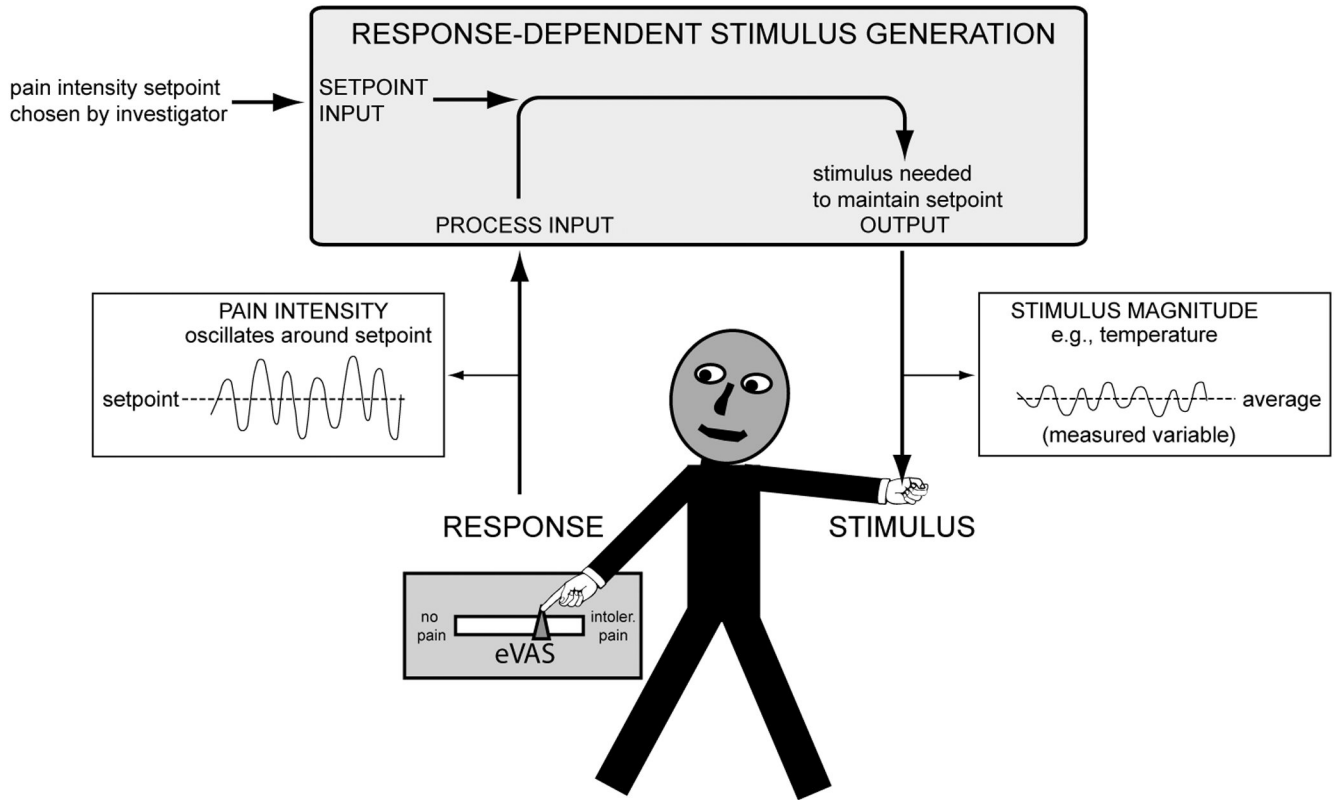 RESPONSE-DEPENDENT STIMULUS GENERATION
pain intensity setpoint
chosen by investigator
SETPOINT
INPUT
stimulus needed
to maintain setpoint
OUTPUT
PROCESS INPUT
PAIN INTENSITY
oscillates around setpoint
setpoint
STIMULUS MAGNITUDE
e.g., temperature
average
(measured variable)
RESPONSE
STIMULUS
no
pain
intoler.
pain
eVAS